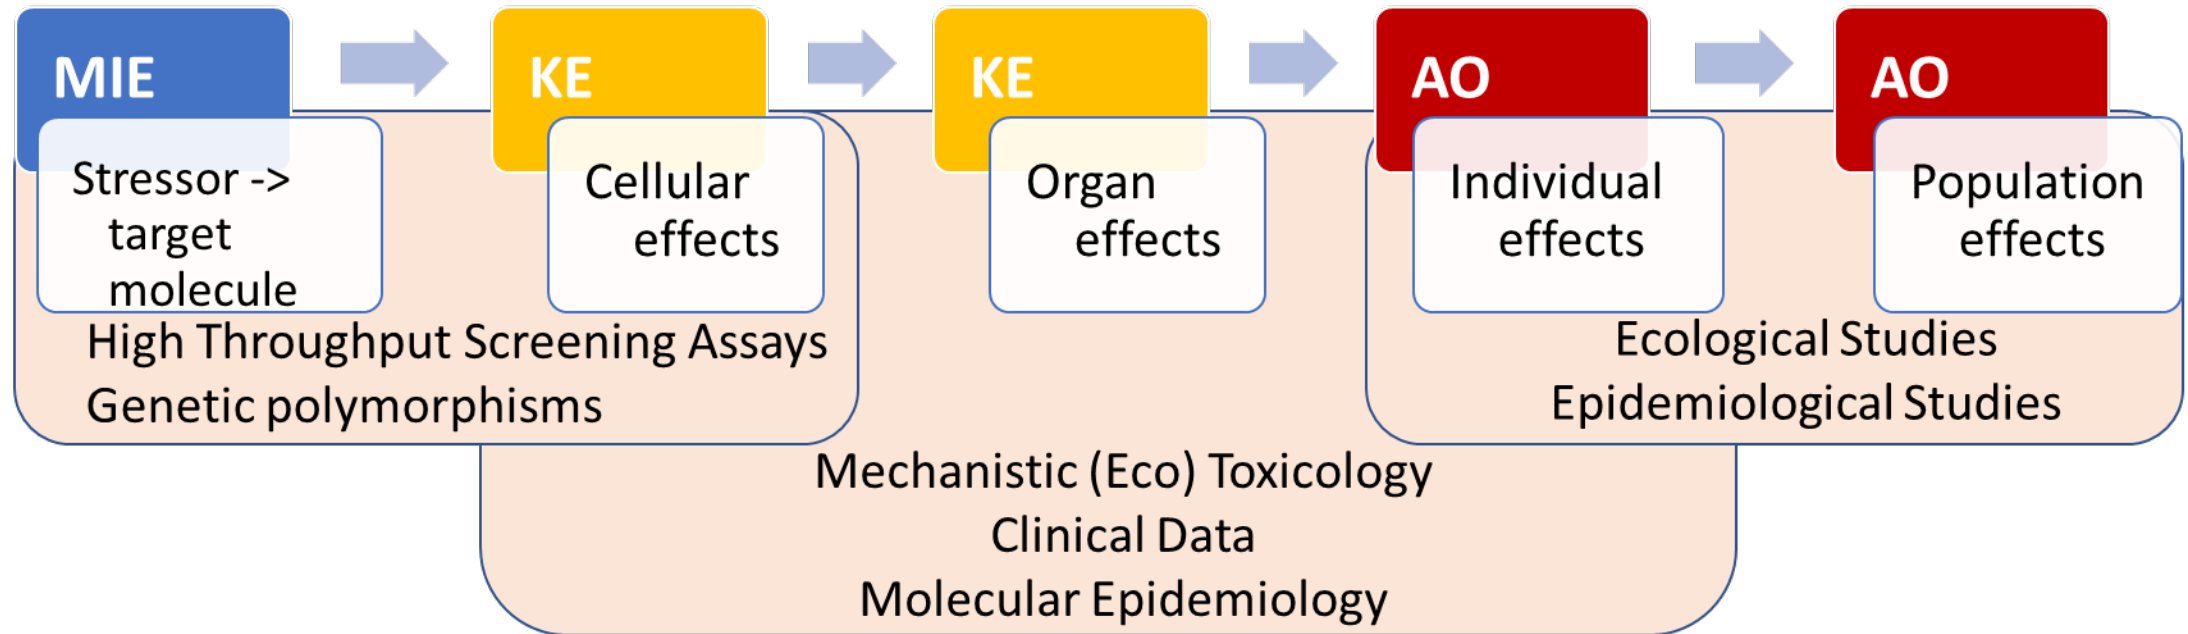 MIE
KE
KE
AO
AO
Stressor ->
target
molecule
Cellular
effects
Organ
effects
Individual
effects
Population
effects
High Throughput Screening Assays
Genetic polymorphisms
Ecological Studies
Epidemiological Studies
Mechanistic (Eco) Toxicology
Clinical Data
Molecular Epidemiology